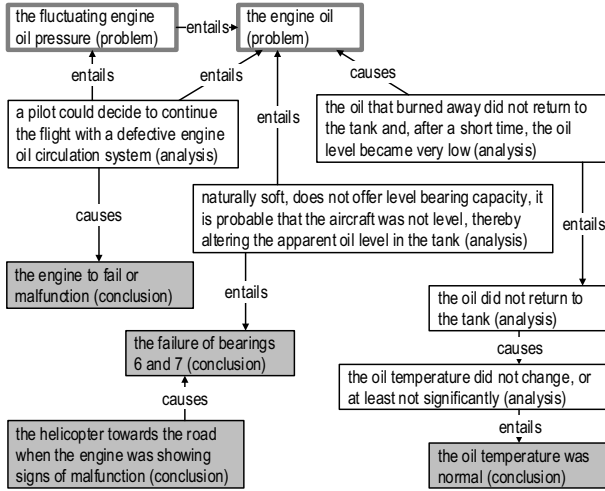 the fluctuating engine
oil pressure (problem)
entails
the engine oil
(problem)
entails
entails
causes
entails
a pilot could decide to continue
the flight with a defective engine
oil circulation system (analysis)
the oil that burned away did not return to
the tank and, after a short time, the oil
level became very low (analysis)
causes
naturally soft, does not offer level bearing capacity, it
is probable that the aircraft was not level, thereby
altering the apparent oil level in the tank (analysis)
entails
the engine to fail or
malfunction (conclusion)
entails
the oil did not return to
the tank (analysis)
the failure of bearings
6 and 7 (conclusion)
causes
causes
the oil temperature did not change, or
at least not significantly (analysis)
the helicopter towards the road
when the engine was showing
signs of malfunction (conclusion)
entails
the oil temperature was
normal (conclusion)